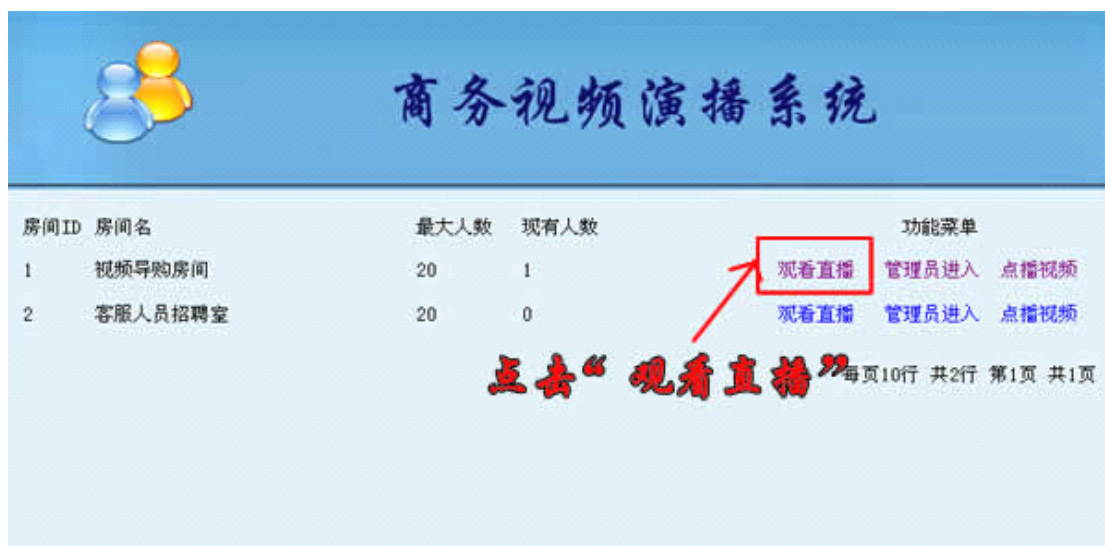 商务视频演播系统
房间ID 房间名 最大人数 现有人数 功能菜单
1 视频导购房间 20 1 观看直播 管理员进入 点播视频
2 客服人员招聘室 20 0 观看直播 管理员进入 点播视频
点击“观看直播”
每页10行 共2行 第1页 共1页